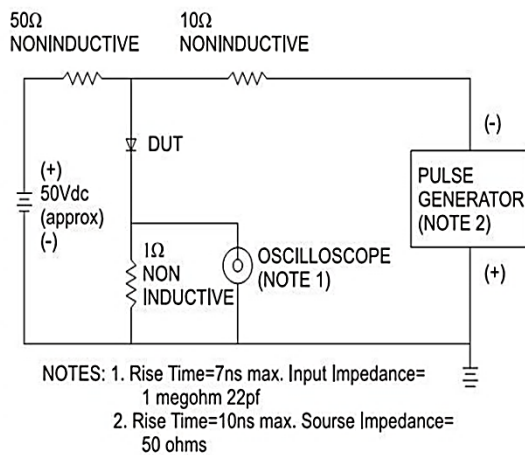 50Ω
NONINDUCTIVE
10Ω
NONINDUCTIVE
DUT
(+)
50Vdc
(approx)
(-)
(-)
PULSE
GENERATOR
(NOTE 2)
(+)
1Ω
NON
INDUCTIVE
OSCILLOSCOPE
(NOTE 1)
NOTES: 1. Rise Time=7ns max. Input Impedance=
1 megohm 22pf
2. Rise Time=10ns max. Sourse Impedance=
50 ohms